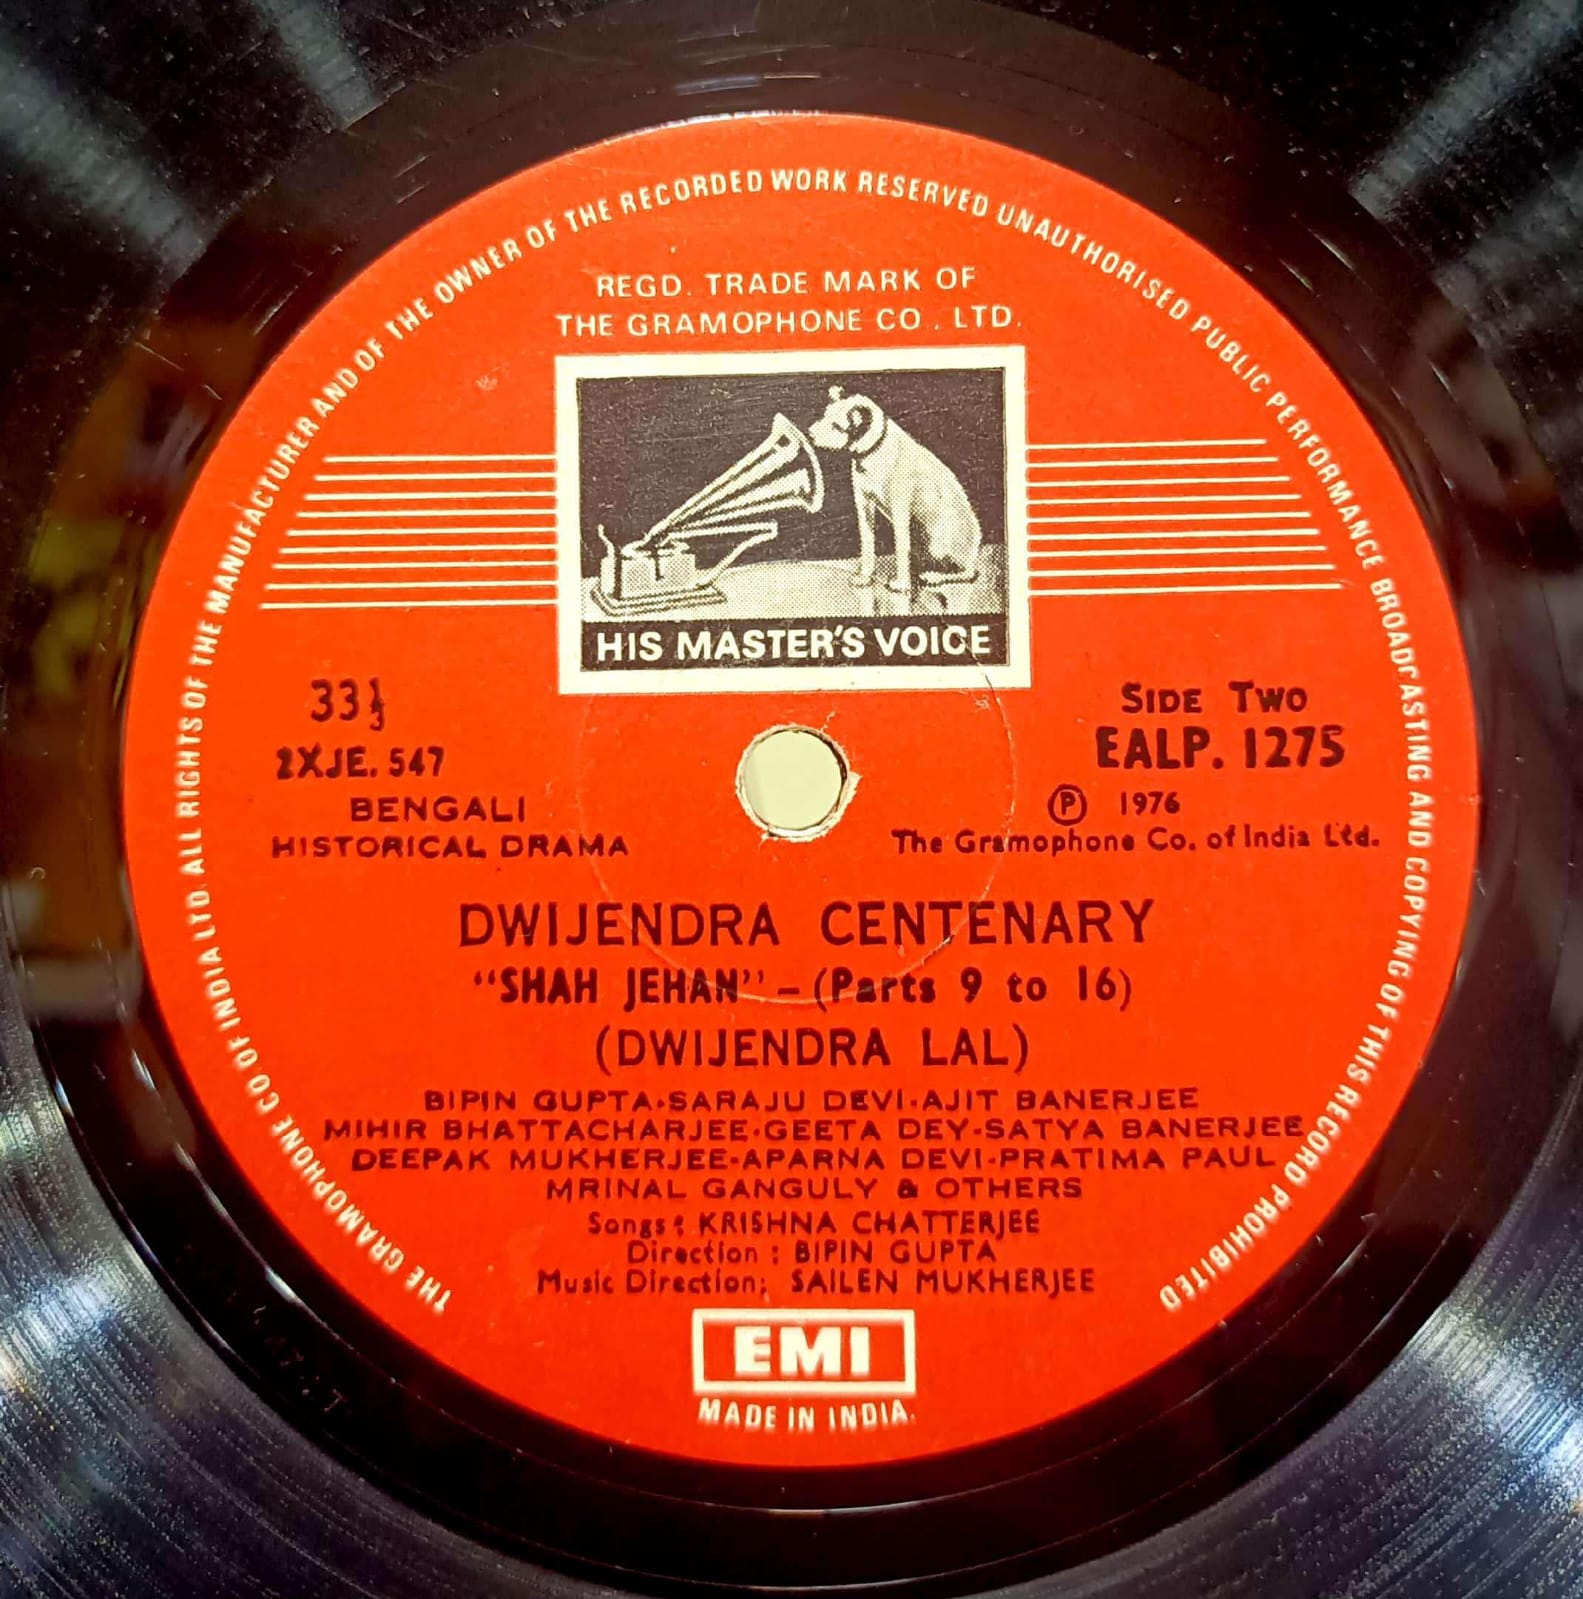 THE GRAMOPHONE CO. OF INDIA LTD. ALL RIGHTS OF THE MANUFACTURER AND OF THE OWNER OF THE RECORDED WORK RESERVED UNAUTHORISED PUBLIC PERFORMANCE BROADCASTING AND COPYING OF THIS RECORD PROHIBITED
REGD. TRADE MARK OF
THE GRAMOPHONE CO. LTD.
HIS MASTER'S VOICE
33⅓
2XJE. 547
BENGALI
HISTORICAL DRAMA
SIDE TWO
EALP. 1275
Ⓟ 1976
The Gramophone Co. of India Ltd.
DWIJENDRA CENTENARY
"SHAH JEHAN" – (Parts 9 to 16)
(DWIJENDRA LAL)
BIPIN GUPTA·SARAJU DEVI·AJIT BANERJEE
MIHIR BHATTACHARJEE·GEETA DEY·SATYA BANERJEE
DEEPAK MUKHERJEE·APARNA DEVI·PRATIMA PAUL
MRINAL GANGULY & OTHERS
Songs: KRISHNA CHATTERJEE
Direction: BIPIN GUPTA
Music Direction: SAILEN MUKHERJEE
EMI
MADE IN INDIA.